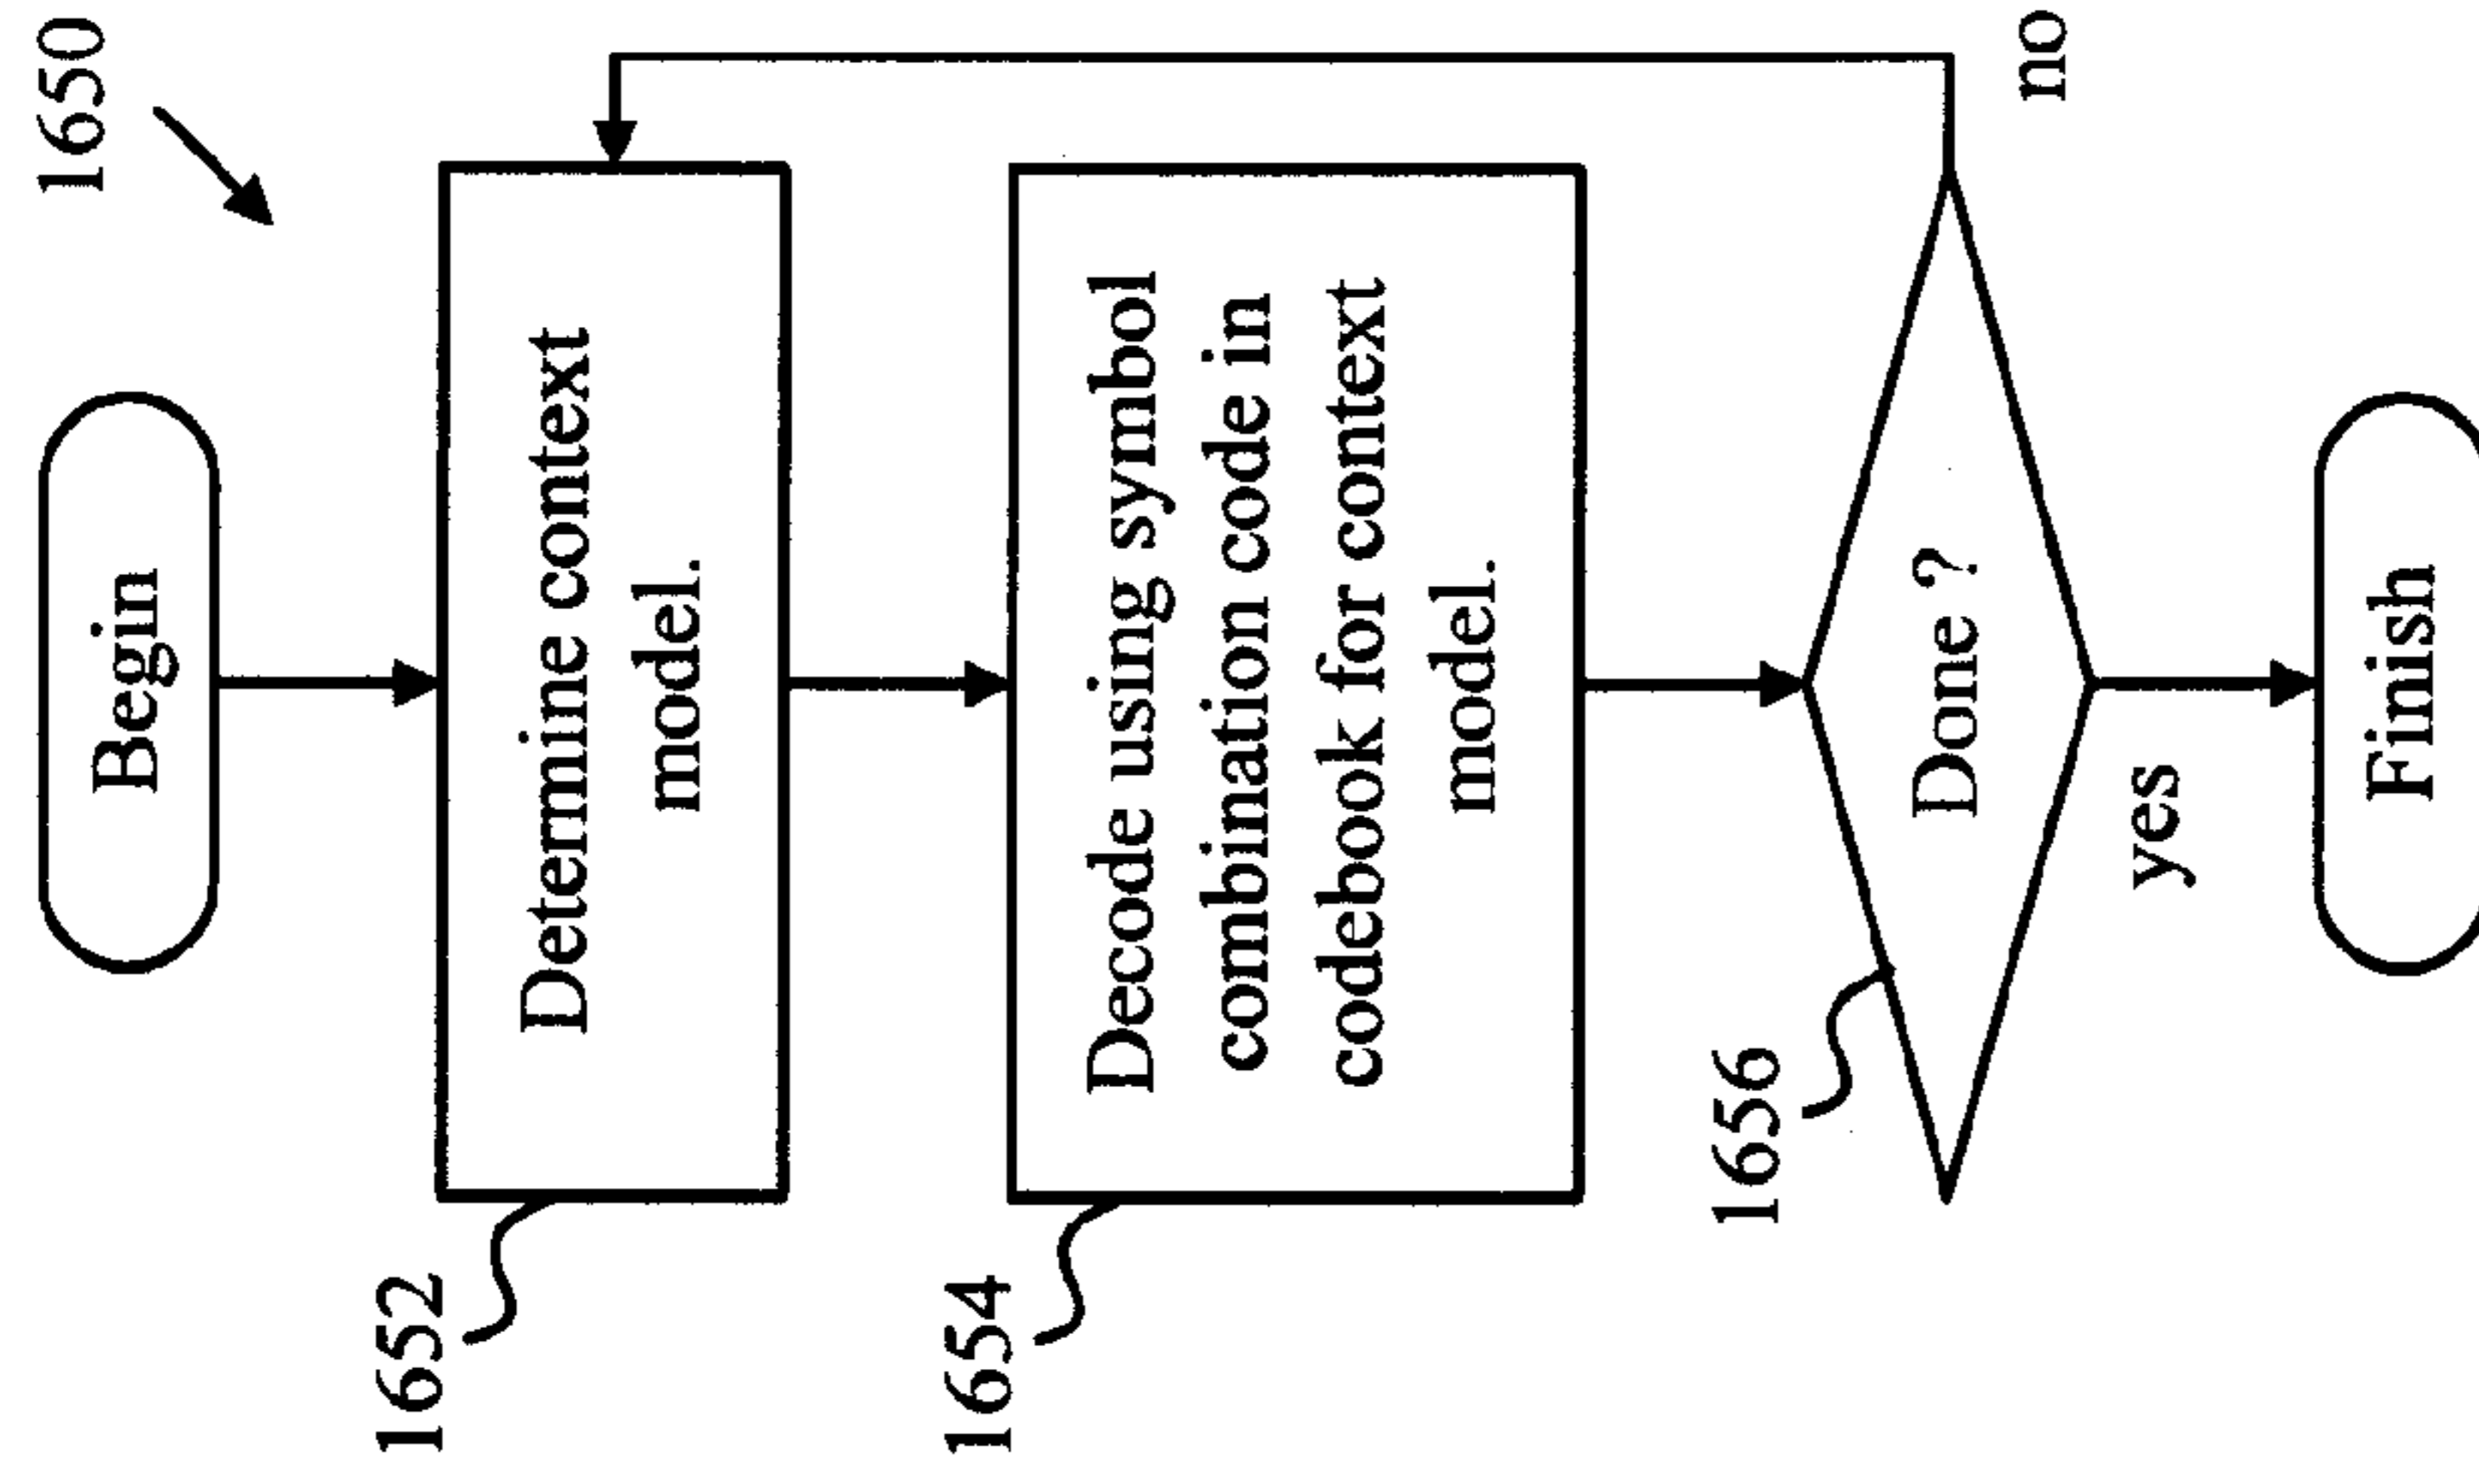 1650
Begin
1652
Determine context
model.
1654
Decode using symbol
combination code in
codebook for context
model.
1656
Done ?
no
yes
Finish